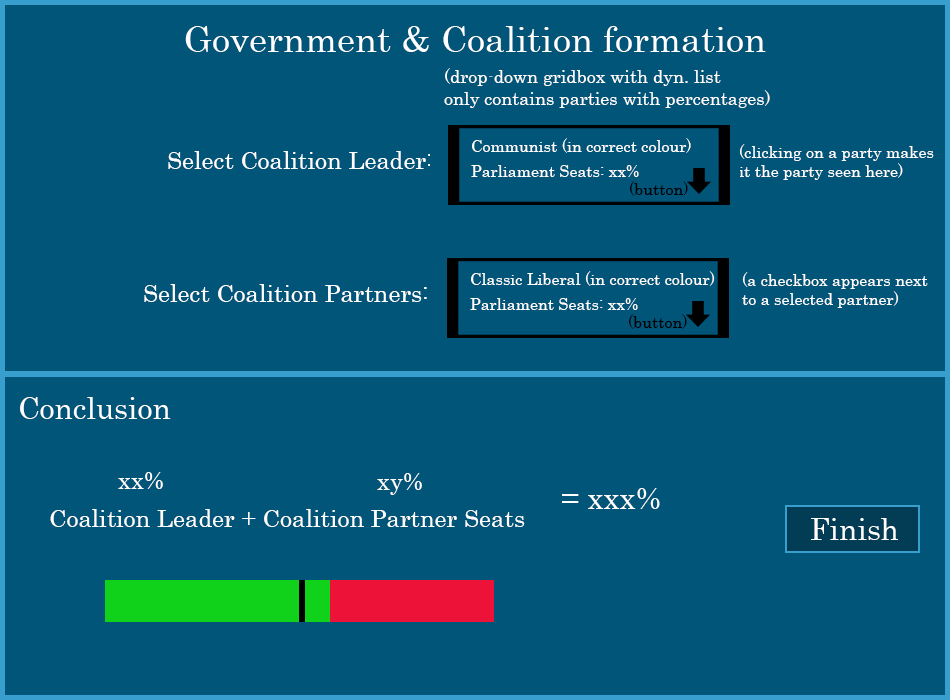 Government & Coalition formation
(drop-down gridbox with dyn. list
only contains parties with percentages)
Select Coalition Leader:
Communist (in correct colour)
Parliament Seats: xx%
(button)
(clicking on a party makes
it the party seen here)
Select Coalition Partners:
Classic Liberal (in correct colour)
Parliament Seats: xx%
(button)
(a checkbox appears next
to a selected partner)
Conclusion
xx% xy%
Coalition Leader + Coalition Partner Seats
= xxx%
Finish